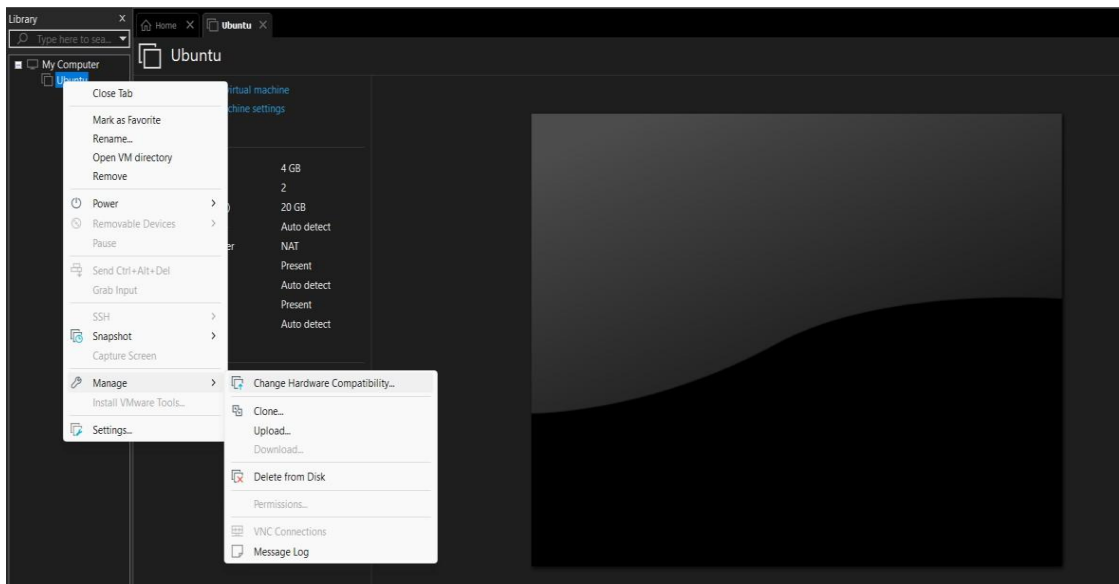 Library X
Home X Ubuntu X
Type here to sea...
My Computer
Ubuntu
Ubuntu
Close Tab
Mark as Favorite
Rename...
Open VM directory
Remove
Power
Removable Devices
Pause
Send Ctrl+Alt+Del
Grab Input
SSH
Snapshot
Capture Screen
Manage
Install VMware Tools...
Settings...
virtual machine
machine settings
4 GB
2
20 GB
Auto detect
NAT
Present
Auto detect
Present
Auto detect
Change Hardware Compatibility...
Clone...
Upload...
Download...
Delete from Disk
Permissions...
VNC Connections
Message Log